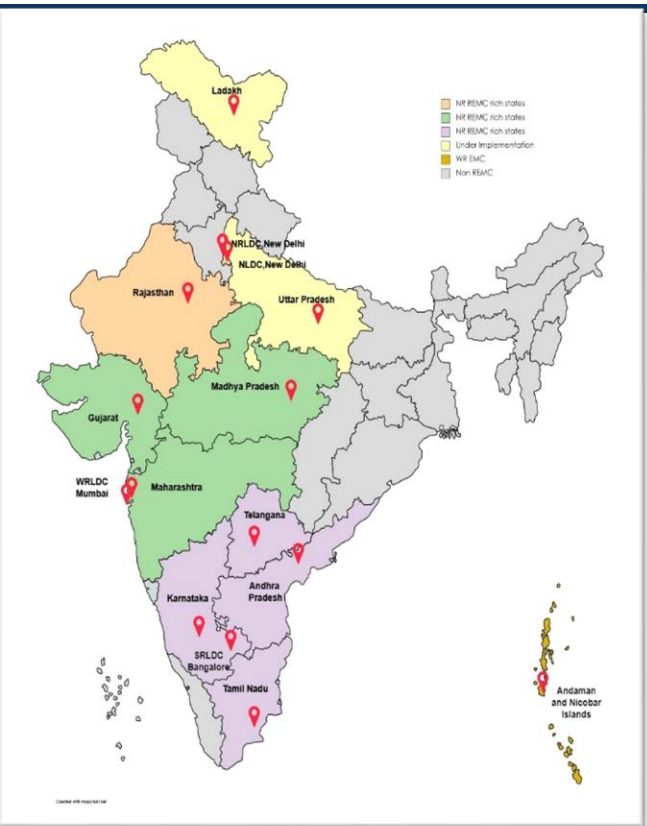 Ladakh
NR REMC rich states
NR REMC rich states
NR REMC rich states
Under Implementation
WR EMC
Non REMC
NRLDC,New Delhi
NLDC,New Delhi
Rajasthan
Uttar Pradesh
Madhya Pradesh
Gujarat
WRLDC
Mumbai
Maharashtra
Telangana
Andhra
Pradesh
Karnataka
SRLDC
Bangalore
Tamil Nadu
Andaman
and Nicobar
Islands
Created with